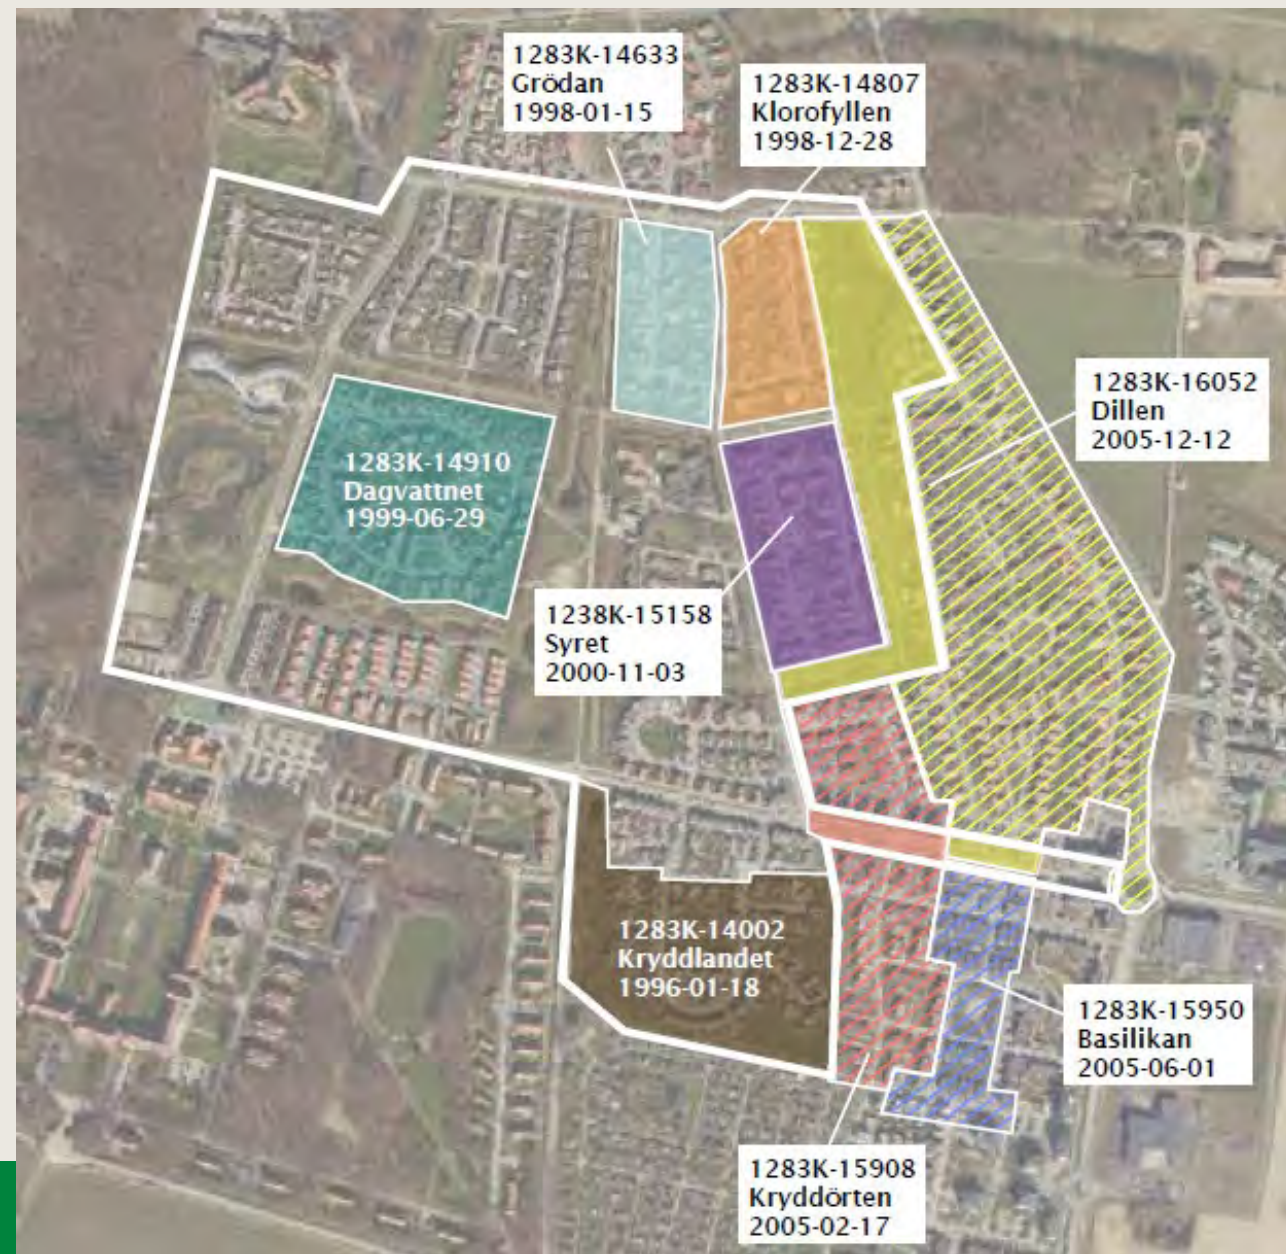 1283K-14633
Grödan
1998-01-15
1283K-14807
Klorofyllen
1998-12-28
1283K-16052
Dillen
2005-12-12
1283K-14910
Dagvattnet
1999-06-29
1238K-15158
Syret
2000-11-03
1283K-14002
Kryddlandet
1996-01-18
1283K-15950
Basilikan
2005-06-01
1283K-15908
Kryddörten
2005-02-17